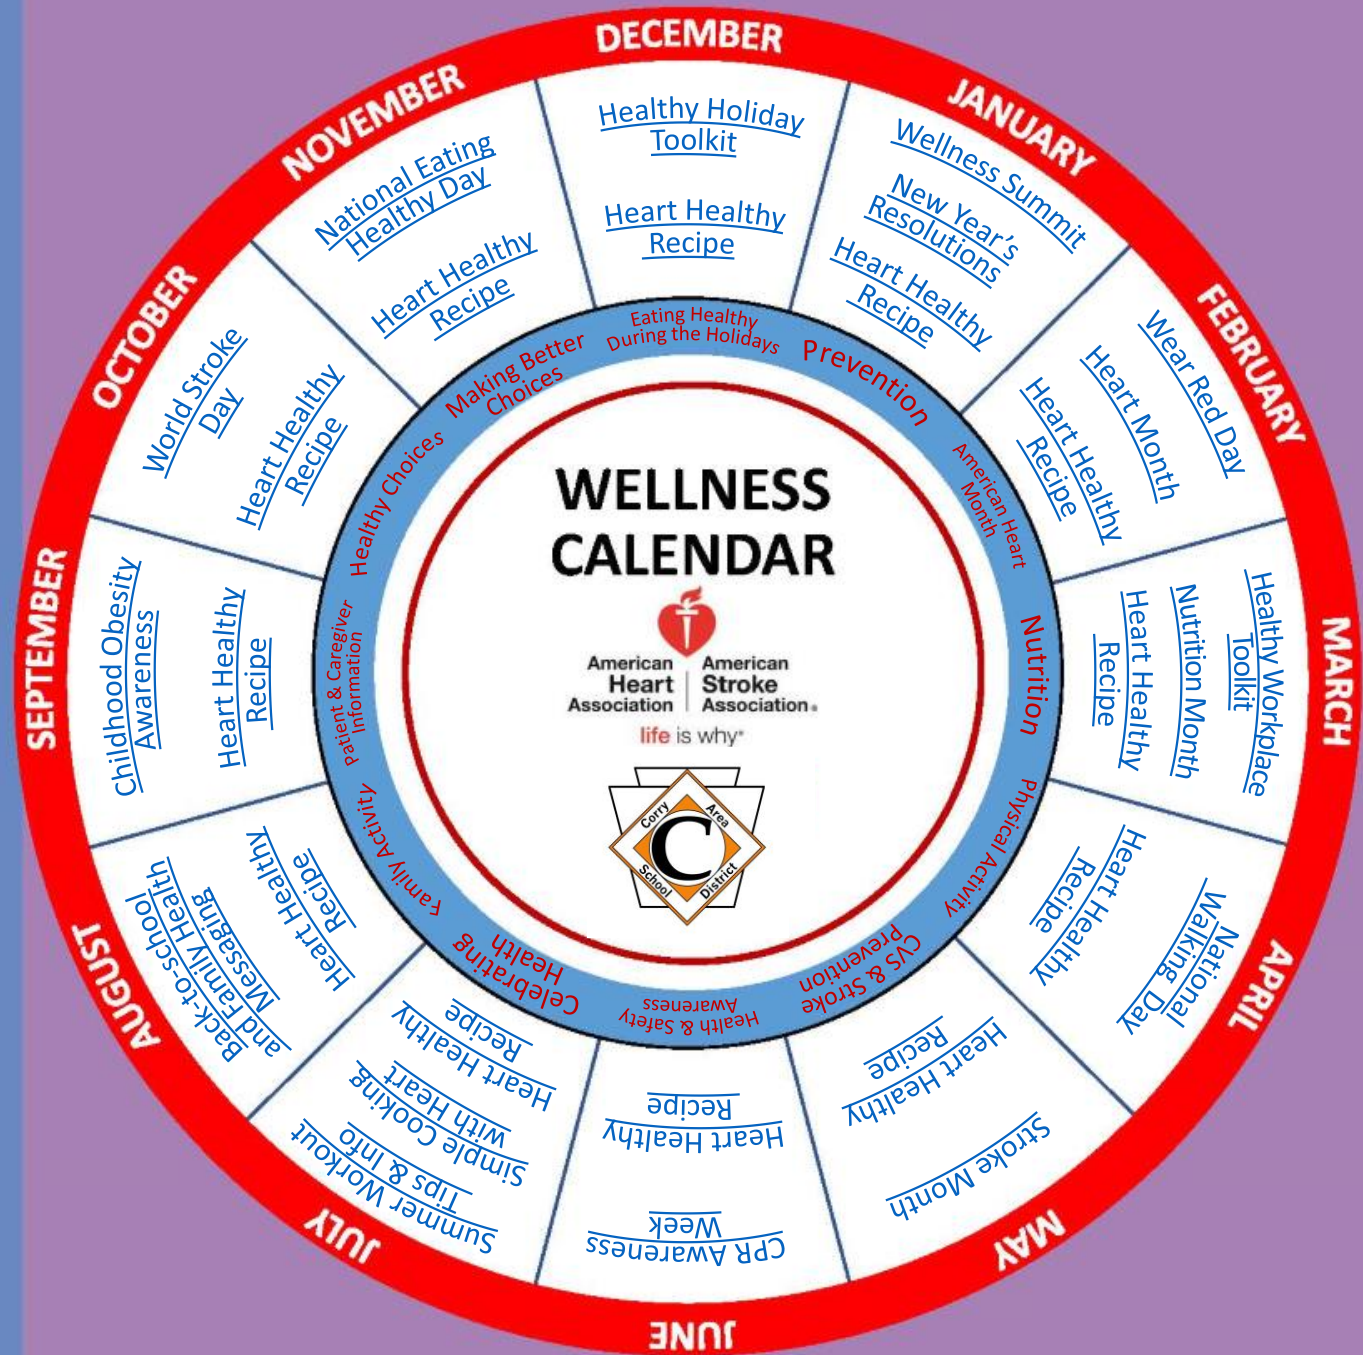 DECEMBER
Healthy Holiday
Toolkit
Heart Healthy
Recipe
Eating Healthy
During the Holidays
JANUARY
Wellness Summit
New Year's
Resolutions
Heart Healthy
Recipe
Prevention
FEBRUARY
Wear Red Day
Heart Month
Heart Healthy
Recipe
American Heart
Month
MARCH
Healthy Workplace
Toolkit
Nutrition Month
Heart Healthy
Recipe
Nutrition
APRIL
National
Walking Day
Heart Healthy
Recipe
Physical Activity
MAY
Stroke Month
Heart Healthy
Recipe
CVS & Stroke
Prevention
JUNE
CPR Awareness
Week
Heart Healthy
Recipe
Health & Safety
Awareness
JULY
Summer Workout
Tips & Info
Simple Cooking
with Heart
Heart Healthy
Recipe
Celebrating
Health
AUGUST
Back-to-school
and Family Health
Messaging
Heart Healthy
Recipe
Family Activity
SEPTEMBER
Childhood Obesity
Awareness
Heart Healthy
Recipe
Patient & Caregiver
Information
OCTOBER
World Stroke
Day
Heart Healthy
Recipe
Healthy Choices
NOVEMBER
National Eating
Healthy Day
Heart Healthy
Recipe
Making Better
Choices
WELLNESS
CALENDAR
American Heart Association
American Stroke Association®
life is why®
Corry Area
C
School District